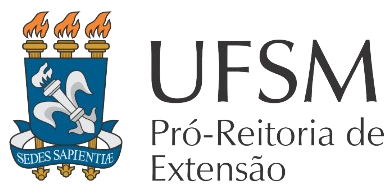 UFSM
Pró-Reitoria de
Extensão
SEDES SAPIENTIÆ